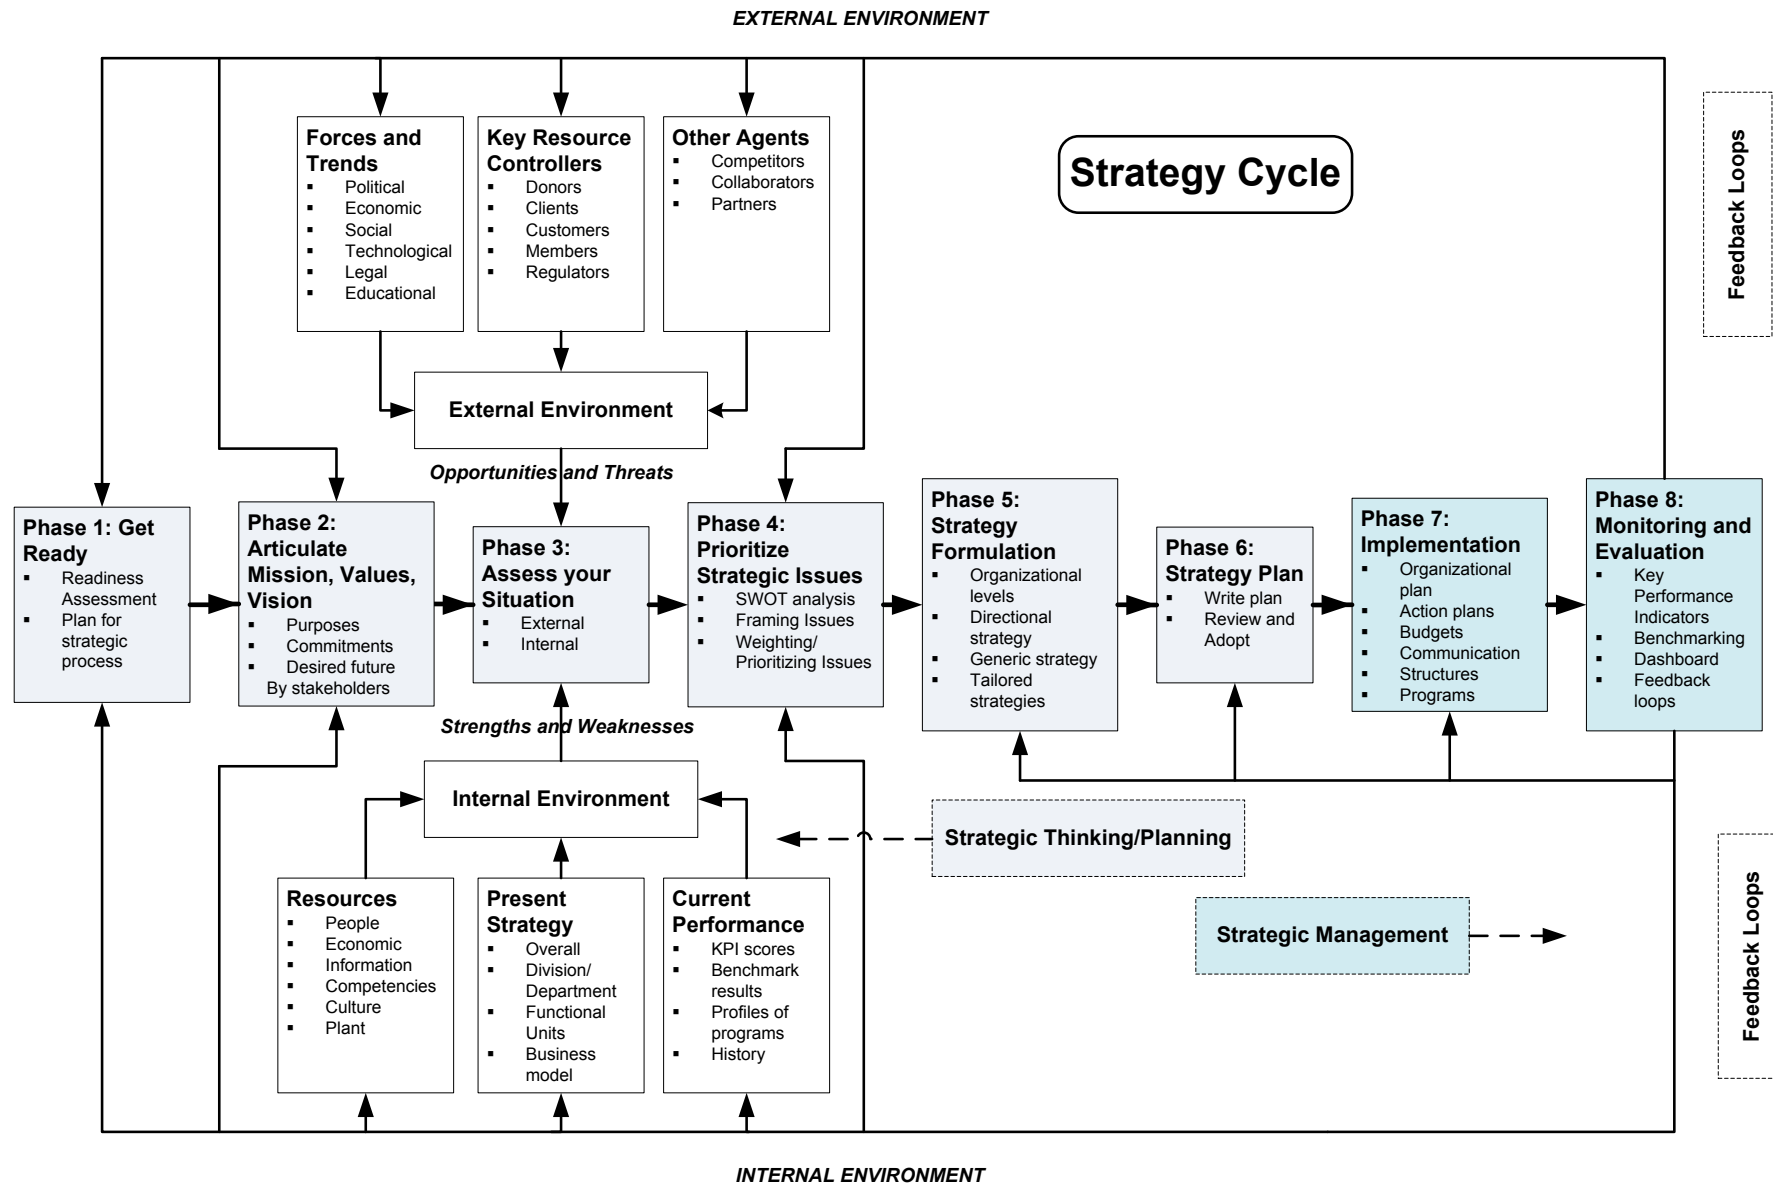 EXTERNAL ENVIRONMENT
Forces and
Trends
▪ Political
▪ Economic
▪ Social
▪ Technological
▪ Legal
▪ Educational
Key Resource
Controllers
▪ Donors
▪ Clients
▪ Customers
▪ Members
▪ Regulators
Other Agents
▪ Competitors
▪ Collaborators
▪ Partners
Strategy Cycle
Feedback Loops
External Environment
Opportunities and Threats
Phase 1: Get
Ready
▪ Readiness
Assessment
▪ Plan for
strategic
process
Phase 2:
Articulate
Mission, Values,
Vision
▪ Purposes
▪ Commitments
▪ Desired future
By stakeholders
Phase 3:
Assess your
Situation
▪ External
▪ Internal
Phase 4:
Prioritize
Strategic Issues
▪ SWOT analysis
▪ Framing Issues
▪ Weighting/
Prioritizing Issues
Phase 5:
Strategy
Formulation
▪ Organizational
levels
▪ Directional
strategy
▪ Generic strategy
▪ Tailored
strategies
Phase 6:
Strategy Plan
▪ Write plan
▪ Review and
Adopt
Phase 7:
Implementation
▪ Organizational
plan
▪ Action plans
▪ Budgets
▪ Communication
▪ Structures
▪ Programs
Phase 8:
Monitoring and
Evaluation
▪ Key
Performance
Indicators
▪ Benchmarking
▪ Dashboard
▪ Feedback
loops
Strengths and Weaknesses
Internal Environment
Strategic Thinking/Planning
Strategic Management
Resources
▪ People
▪ Economic
▪ Information
▪ Competencies
▪ Culture
▪ Plant
Present
Strategy
▪ Overall
▪ Division/
Department
▪ Functional
Units
▪ Business
model
Current
Performance
▪ KPI scores
▪ Benchmark
results
▪ Profiles of
programs
▪ History
Feedback Loops
INTERNAL ENVIRONMENT